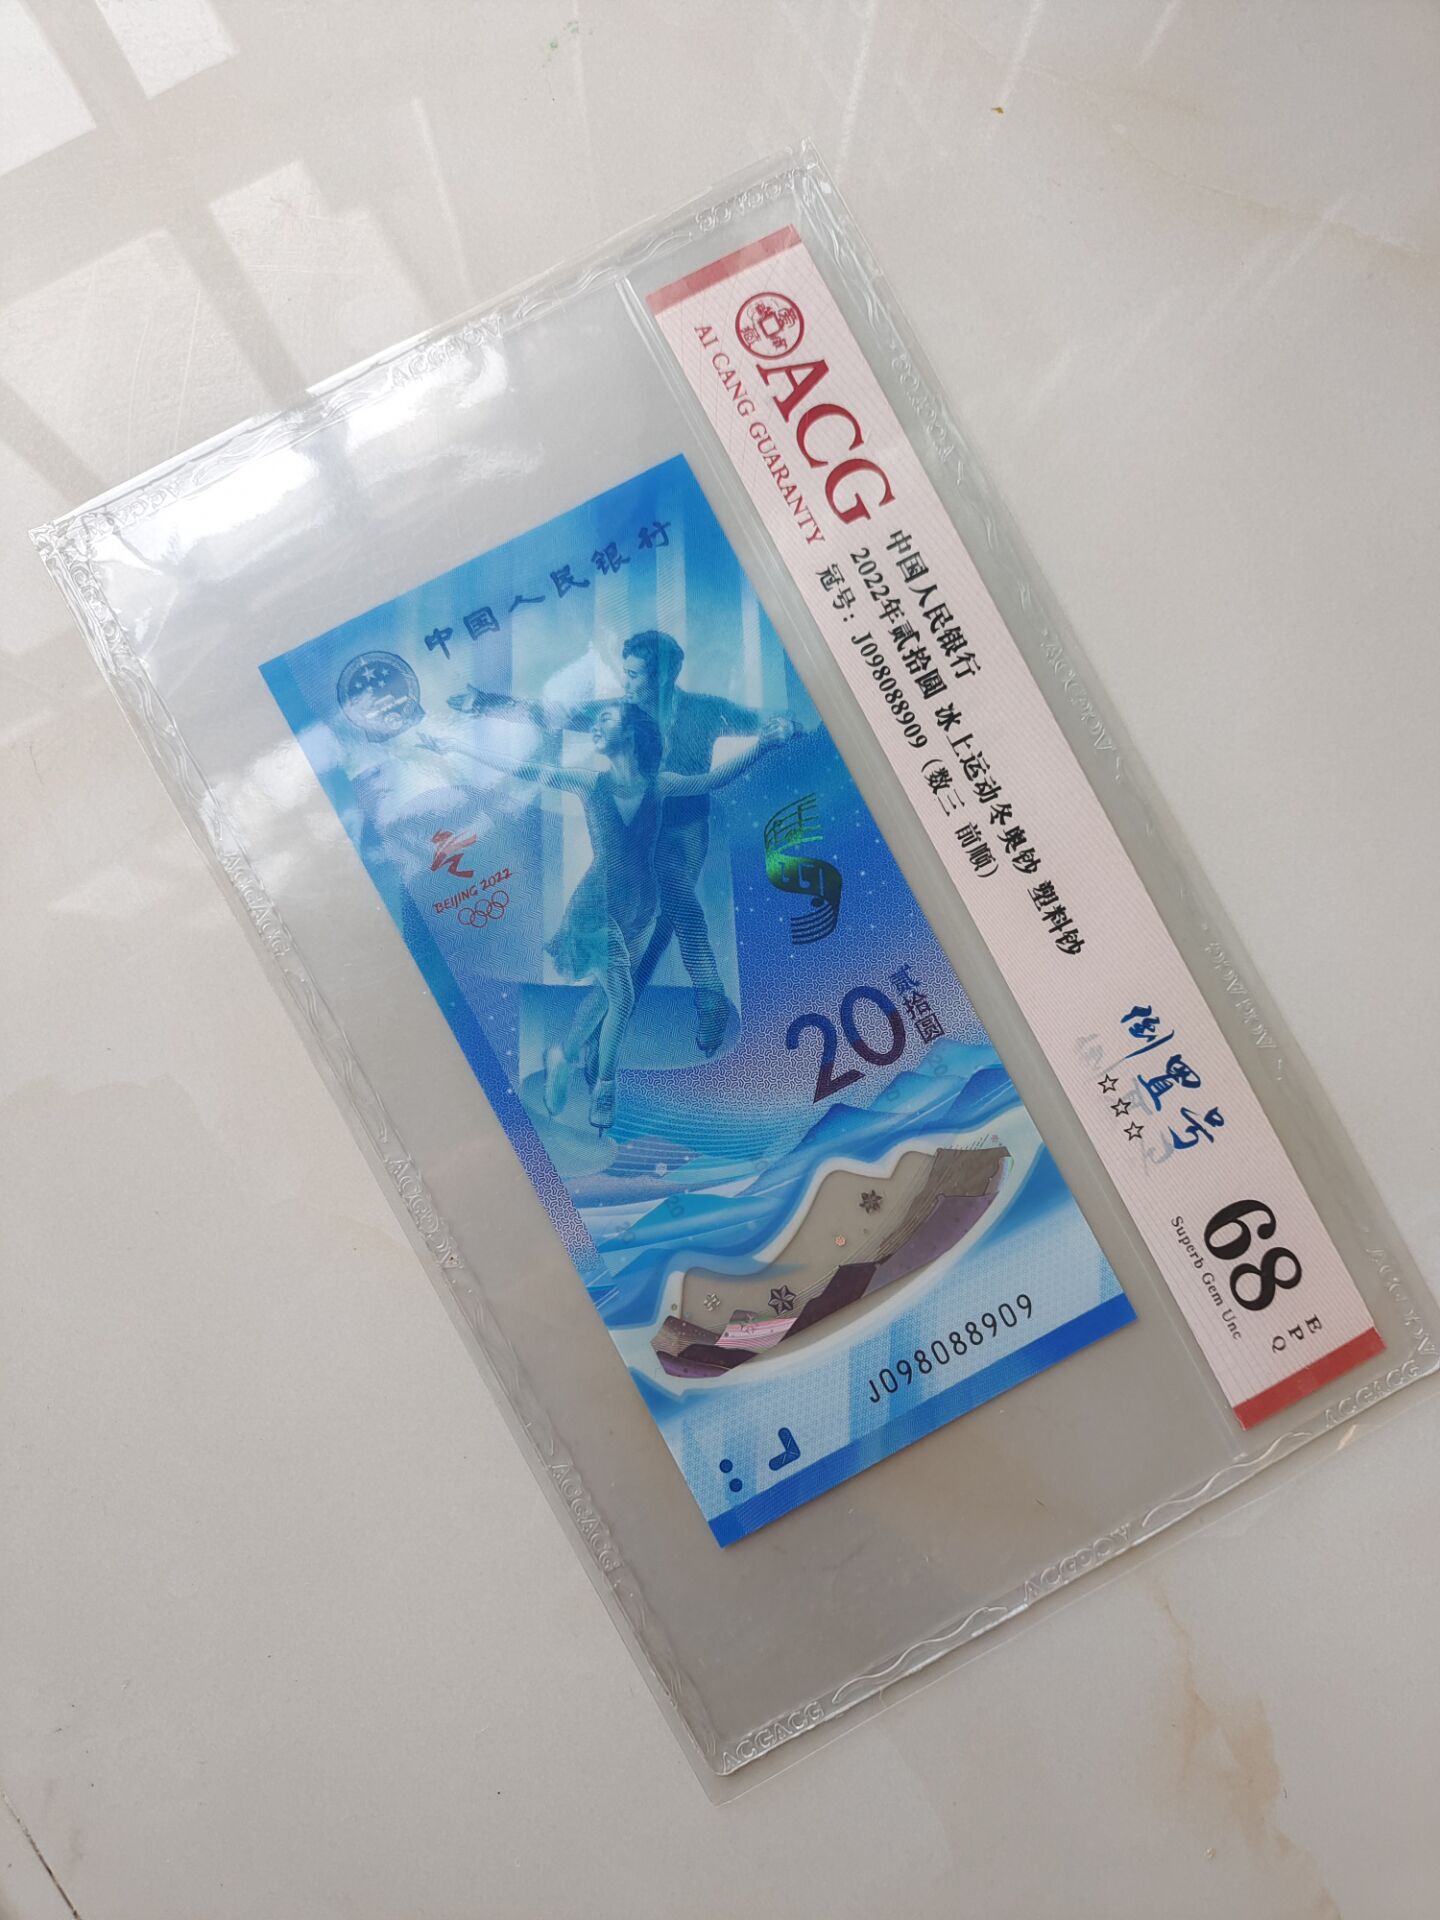 ACG
AI CANG GUARANTY
中国人民银行
2022年贰拾圆 冰上运动冬奥钞 塑料钞
冠号:J098088909(数三 前顺)
倒置号
☆☆☆
68
EPQ
Superb Gem Unc
中国人民银行
BEIJING 2022
20
贰拾圆
J098088909